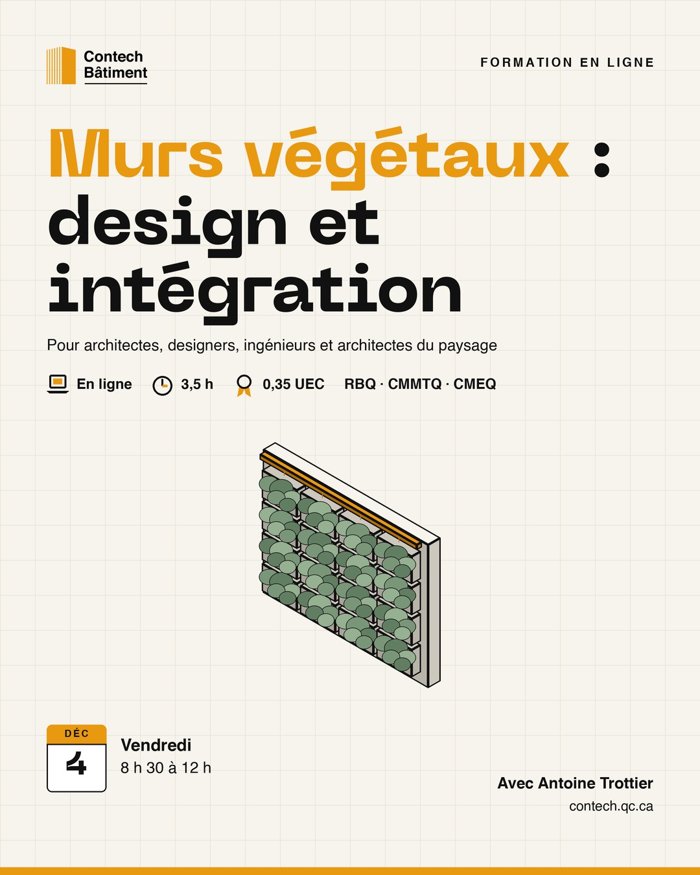 Contech
Bâtiment
FORMATION EN LIGNE
Murs végétaux :
design et
intégration
Pour architectes, designers, ingénieurs et architectes du paysage
En ligne
3,5 h
0,35 UEC
RBQ · CMMTQ · CMEQ
DÉC
4
Vendredi
8 h 30 à 12 h
Avec Antoine Trottier
contech.qc.ca